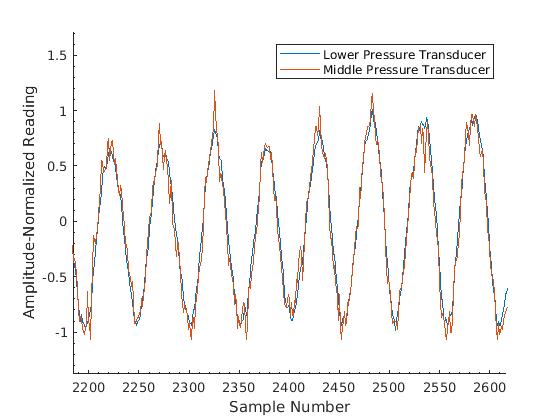 Lower Pressure Transducer
Middle Pressure Transducer
Amplitude-Normalized Reading
1.5
1
0.5
0
-0.5
-1
2200 2250 2300 2350 2400 2450 2500 2550 2600
Sample Number